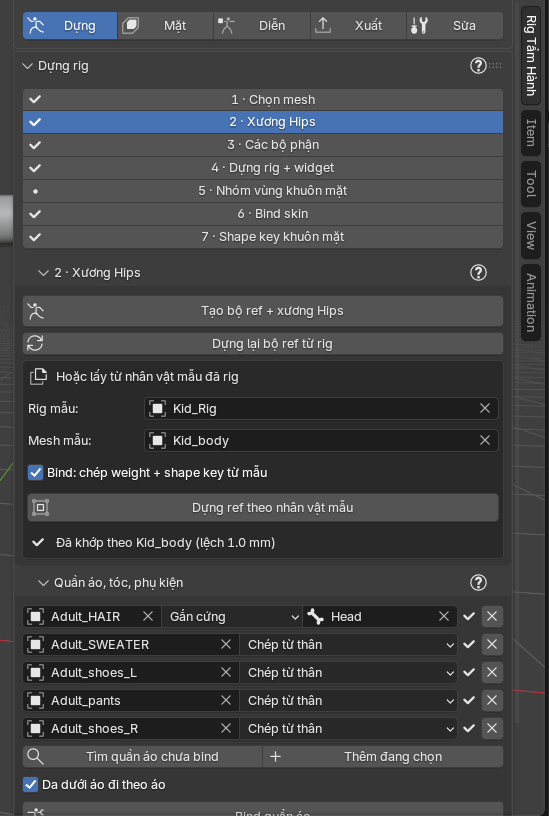 Dựng Mặt Diễn Xuất Sửa
Dựng rig
1 · Chọn mesh
2 · Xương Hips
3 · Các bộ phận
4 · Dựng rig + widget
5 · Nhóm vùng khuôn mặt
6 · Bind skin
7 · Shape key khuôn mặt
2 · Xương Hips
Tạo bộ ref + xương Hips
Dựng lại bộ ref từ rig
Hoặc lấy từ nhân vật mẫu đã rig
Rig mẫu: Kid_Rig
Mesh mẫu: Kid_body
Bind: chép weight + shape key từ mẫu
Dựng ref theo nhân vật mẫu
Đã khớp theo Kid_body (lệch 1.0 mm)
Quần áo, tóc, phụ kiện
Adult_HAIR Gắn cứng Head
Adult_SWEATER Chép từ thân
Adult_shoes_L Chép từ thân
Adult_pants Chép từ thân
Adult_shoes_R Chép từ thân
Tìm quần áo chưa bind Thêm đang chọn
Da dưới áo đi theo áo
Bind quần áo
Rig Tầm Hành
Item
Tool
View
Animation